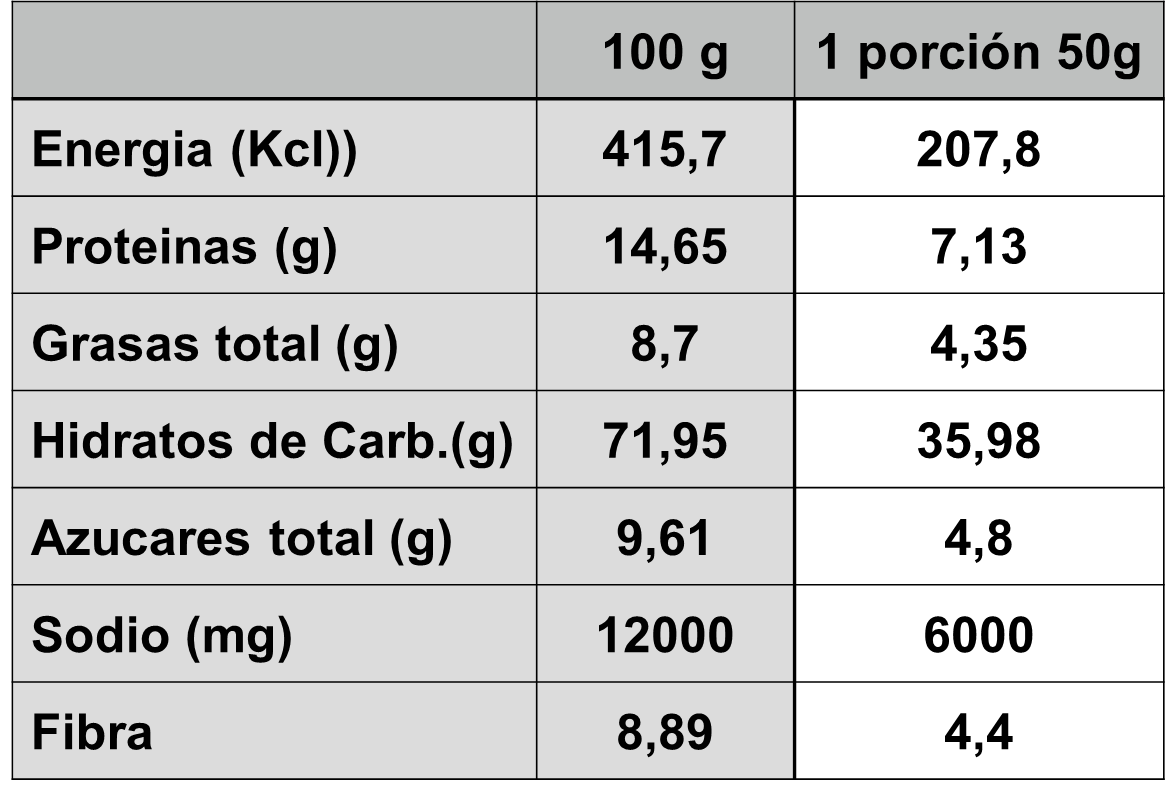 100 g 1 porción 50g
Energia (Kcl)) 415,7 207,8
Proteinas (g) 14,65 7,13
Grasas total (g) 8,7 4,35
Hidratos de Carb.(g) 71,95 35,98
Azucares total (g) 9,61 4,8
Sodio (mg) 12000 6000
Fibra 8,89 4,4